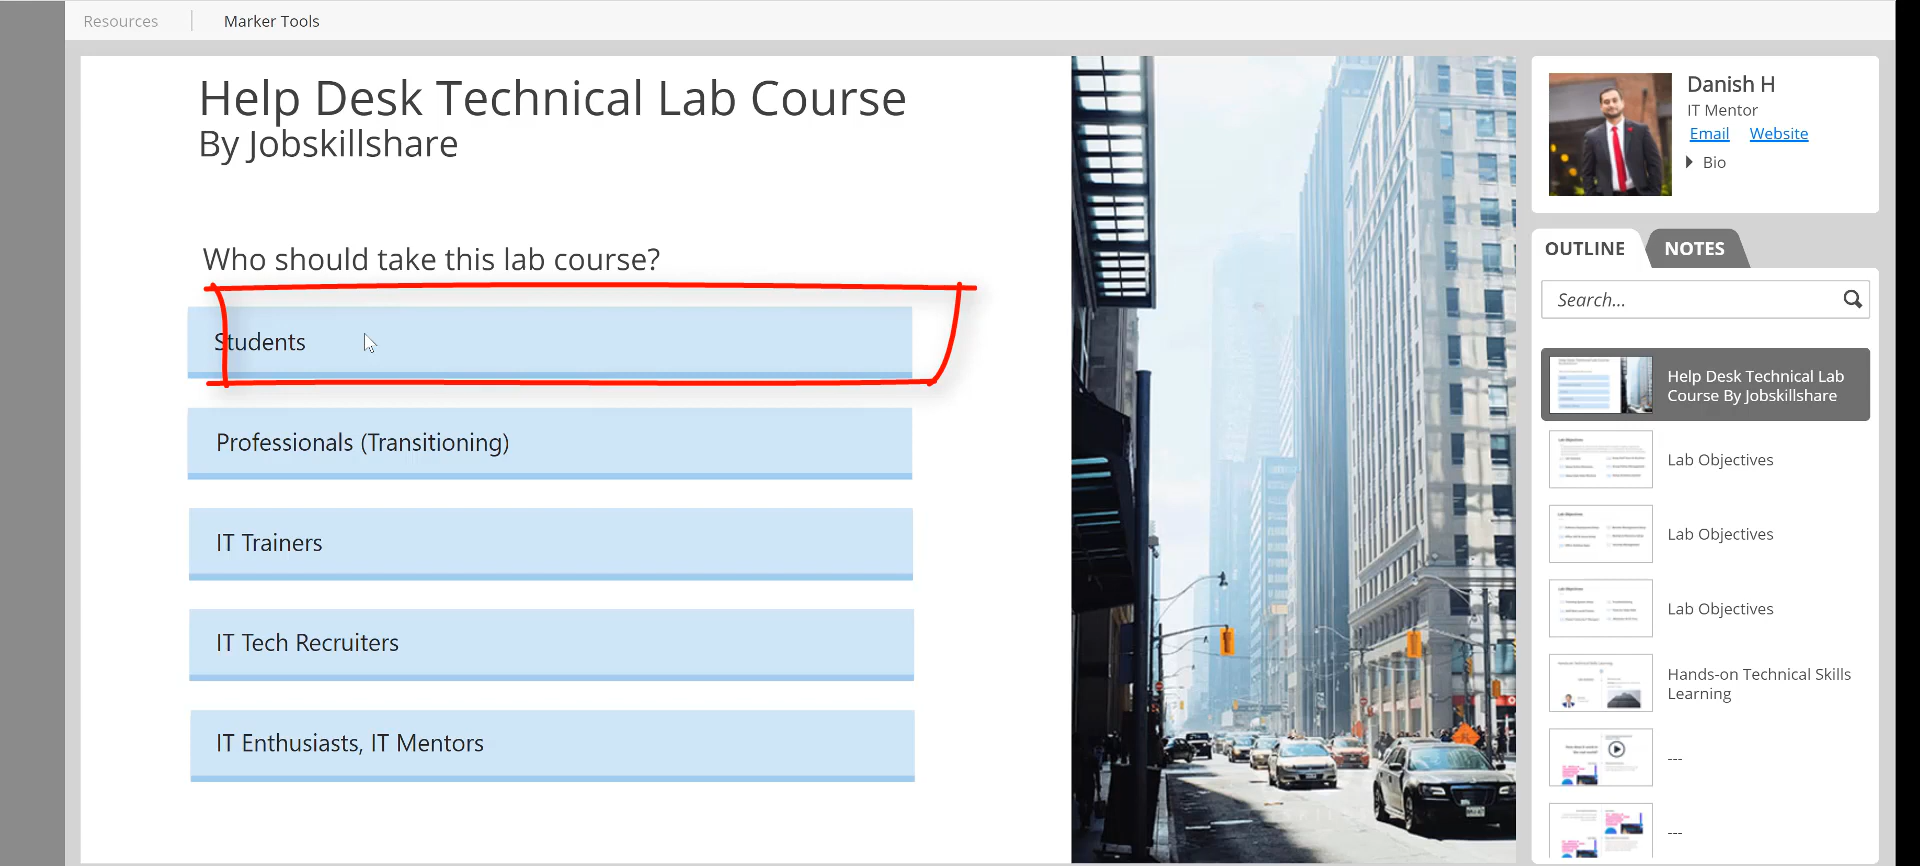 Resources
Marker Tools
Help Desk Technical Lab Course
By Jobskillshare
Who should take this lab course?
Students
Professionals (Transitioning)
IT Trainers
IT Tech Recruiters
IT Enthusiasts, IT Mentors
Danish H
IT Mentor
Email Website
Bio
OUTLINE
NOTES
Search...
Help Desk Technical Lab
Course By Jobskillshare
Lab Objectives
Lab Objectives
Lab Objectives
Hands-on Technical Skills
Learning
---
---